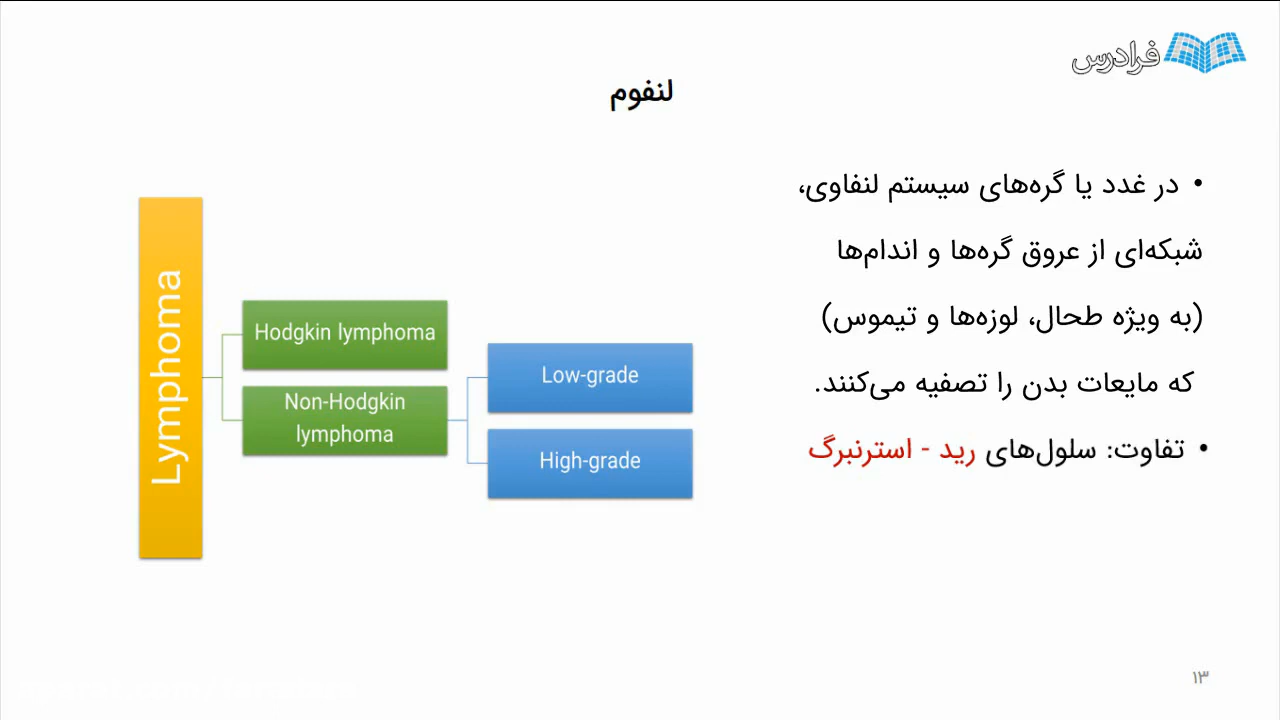 فرادرس
لنفوم
• در غدد یا گره‌های سیستم لنفاوی،
شبکه‌ای از عروق گره‌ها و اندام‌ها
(به ویژه طحال، لوزه‌ها و تیموس)
که مایعات بدن را تصفیه می‌کنند.
• تفاوت: سلول‌های رید - استرنبرگ
Lymphoma
Hodgkin lymphoma
Non-Hodgkin
lymphoma
Low-grade
High-grade
۱۳